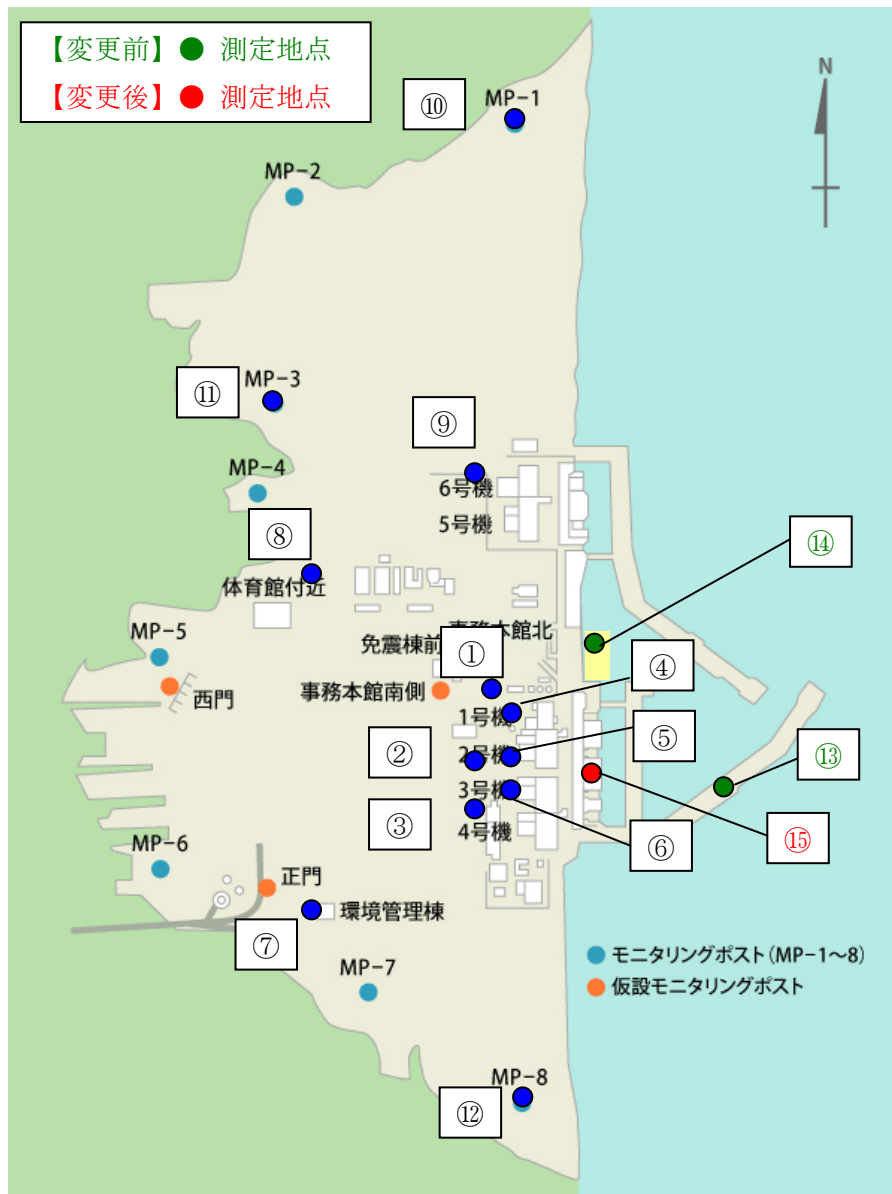 【変更前】● 測定地点
【変更後】● 測定地点
⑩
MP-1
N
MP-2
MP-3
⑪
⑨
MP-4
6号機
5号機
⑧
⑭
体育館付近
MP-5
免震棟前
事務本館北
①
④
西門
事務本館南側
1号機
⑤
②
2号機
3号機
⑬
③
4号機
⑥
⑮
MP-6
正門
環境管理棟
⑦
MP-7
モニタリングポスト(MP-1~8)
仮設モニタリングポスト
MP-8
⑫